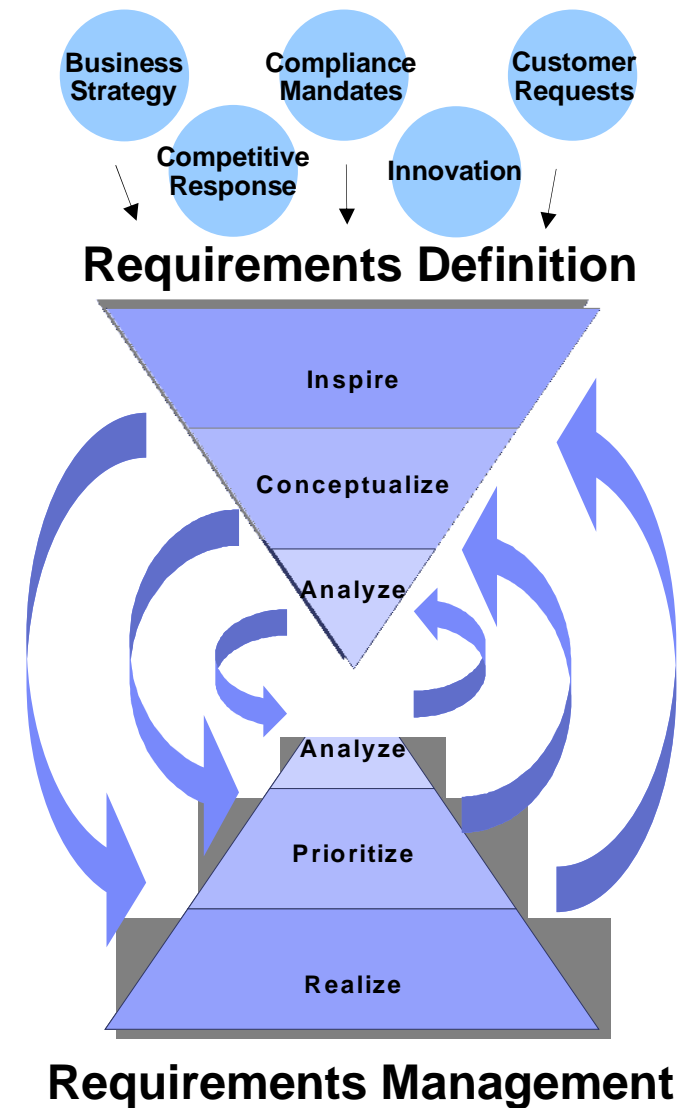 Business
Strategy
Compliance
Mandates
Customer
Requests
Competitive
Response
Innovation
Requirements Definition
Inspire
Conceptualize
Analyze
Analyze
Prioritize
Realize
Requirements Management